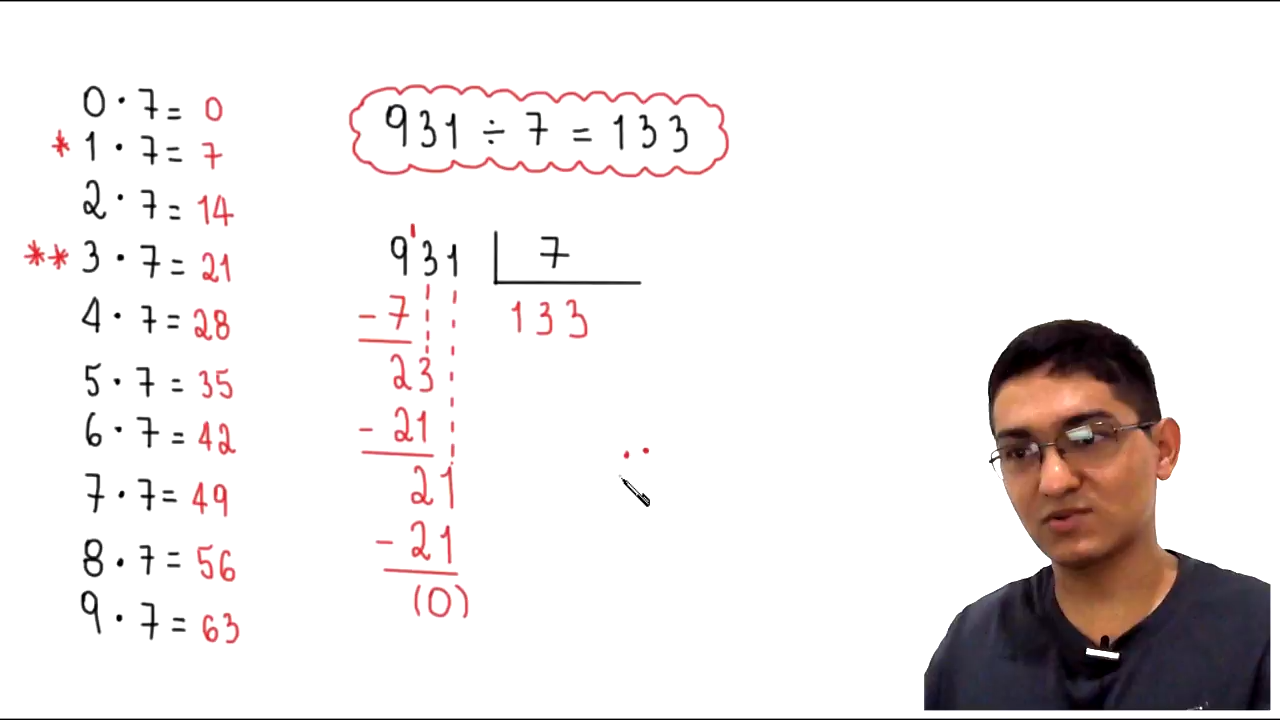 0 · 7 = 0
* 1 · 7 = 7
2 · 7 = 14
** 3 · 7 = 21
4 · 7 = 28
5 · 7 = 35
6 · 7 = 42
7 · 7 = 49
8 · 7 = 56
9 · 7 = 63
931 ÷ 7 = 133
9'31 | 7
- 7 133
23
- 21
21
- 21
(0)